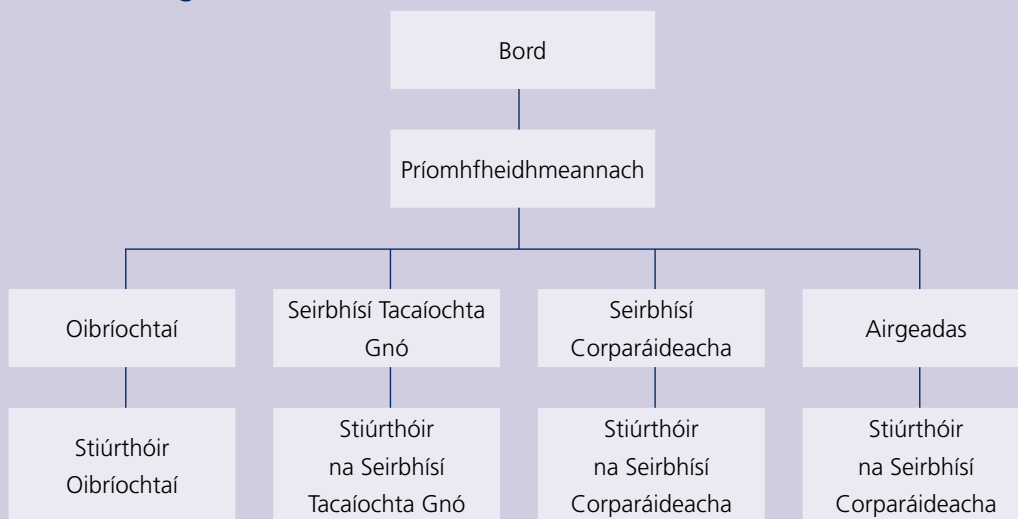 Bord
Príomhfheidhmeannach
Oibríochtaí
Seirbhísí Tacaíochta
Gnó
Seirbhísí
Corparáideacha
Airgeadas
Stiúrthóir
Oibríochtaí
Stiúrthóir
na Seirbhísí
Tacaíochta Gnó
Stiúrthóir
na Seirbhísí
Corparáideacha
Stiúrthóir
na Seirbhísí
Corparáideacha